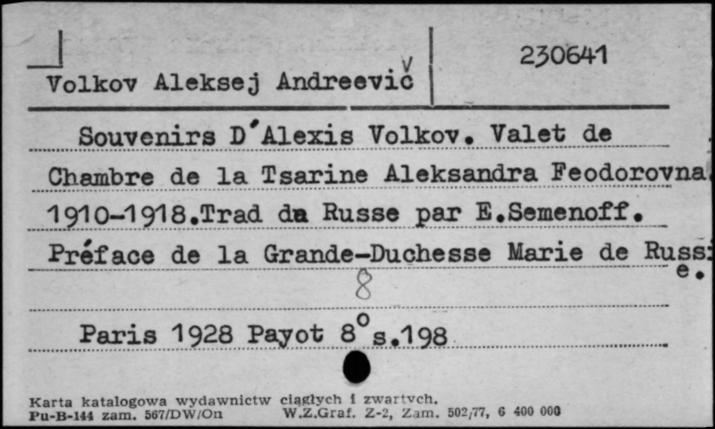 230641
Volkov Aleksej Andreevič
Souvenirs D'Alexis Volkov. Valet de
Chambre de la Tsarine Aleksandra Feodorovna.
1910-1918.Trad du Russe par E.Semenoff.
Préface de la Grande-Duchesse Marie de Russi
e.
8
Paris 1928 Payot 8° s.198
Karta katalogowa wydawnictw ciągłych i zwartych.
Pu-B-144 zam. 567/DW/On W.Z.Graf. Z-2, Zam. 502/77, 6 400 000